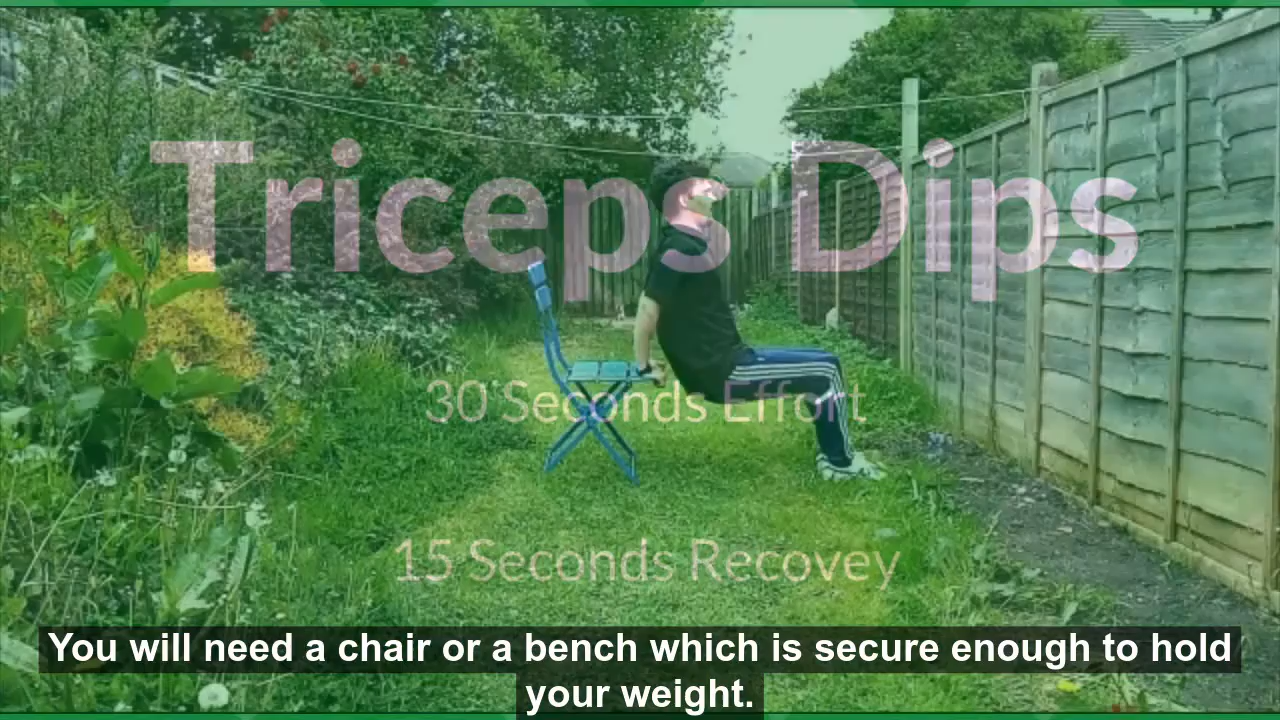 Triceps Dips
30 Seconds Effort
15 Seconds Recovey
You will need a chair or a bench which is secure enough to hold
your weight.